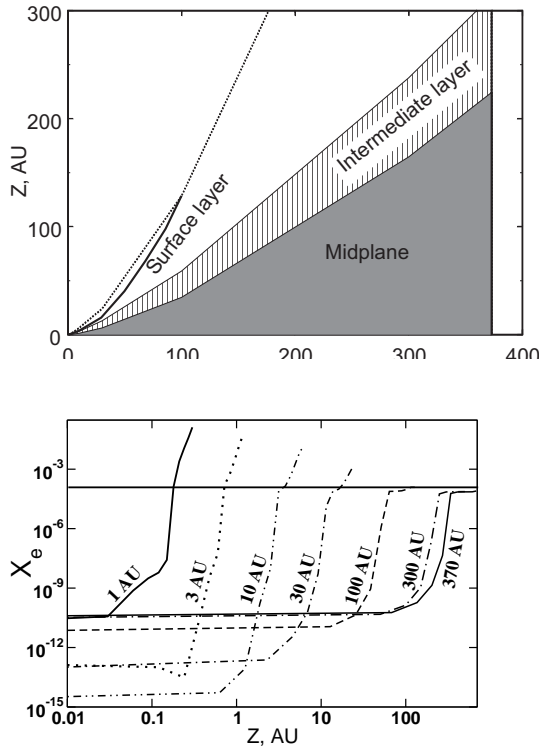 300
200
100
0
Z, AU
Surface layer
Intermediate layer
Midplane
0 100 200 300 400
10-3
10-6
10-9
10-12
10-15
Xe
1 AU
3 AU
10 AU
30 AU
100 AU
300 AU
370 AU
0.01 0.1 1 10 100
Z, AU